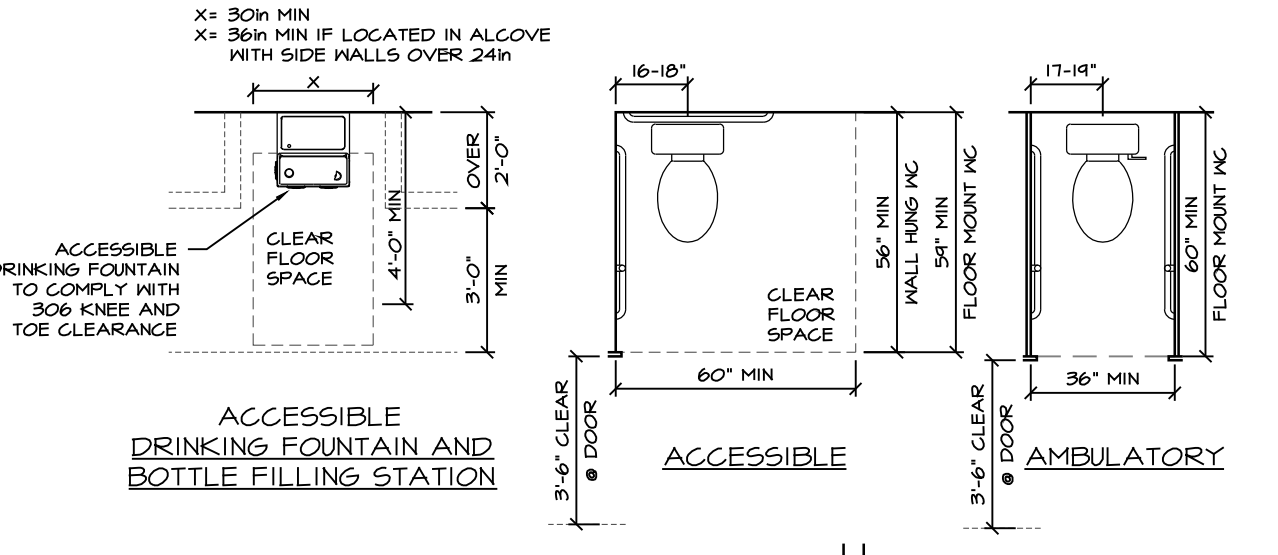 X= 30in MIN
X= 36in MIN IF LOCATED IN ALCOVE
WITH SIDE WALLS OVER 24in
X
OVER
2'-0"
4'-0" MIN
3'-0"
MIN
CLEAR
FLOOR
SPACE
ACCESSIBLE
DRINKING FOUNTAIN
TO COMPLY WITH
306 KNEE AND
TOE CLEARANCE
ACCESSIBLE
DRINKING FOUNTAIN AND
BOTTLE FILLING STATION
16-18"
56" MIN
WALL HUNG WC
59" MIN
FLOOR MOUNT WC
CLEAR
FLOOR
SPACE
60" MIN
3'-6" CLEAR
@ DOOR
ACCESSIBLE
17-19"
60" MIN
FLOOR MOUNT WC
36" MIN
3'-6" CLEAR
@ DOOR
AMBULATORY